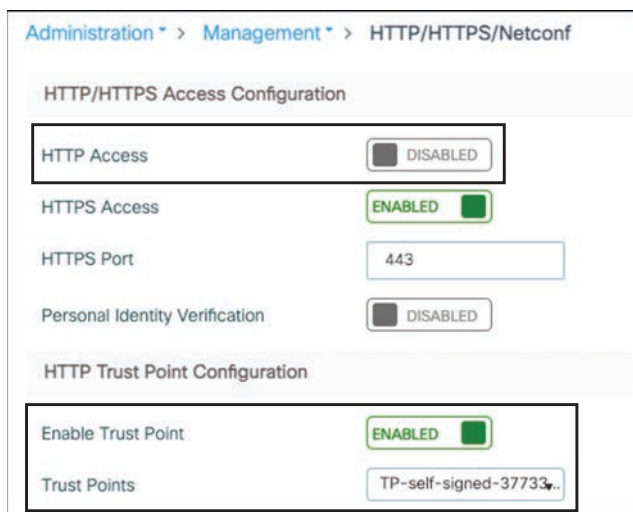 Administration > Management > HTTP/HTTPS/Netconf
HTTP/HTTPS Access Configuration
HTTP Access DISABLED
HTTPS Access ENABLED
HTTPS Port 443
Personal Identity Verification DISABLED
HTTP Trust Point Configuration
Enable Trust Point ENABLED
Trust Points TP-self-signed-37733...